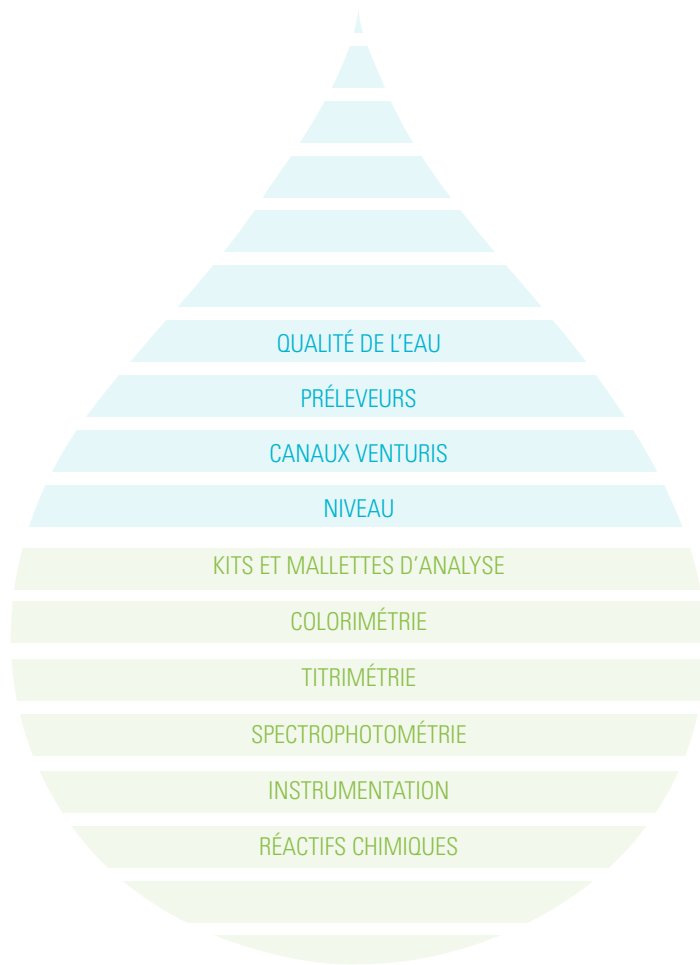 QUALITÉ DE L’EAU
PRÉLEVEURS
CANAUX VENTURIS
NIVEAU
KITS ET MALLETTES D’ANALYSE
COLORIMÉTRIE
TITRIMÉTRIE
SPECTROPHOTOMÉTRIE
INSTRUMENTATION
RÉACTIFS CHIMIQUES